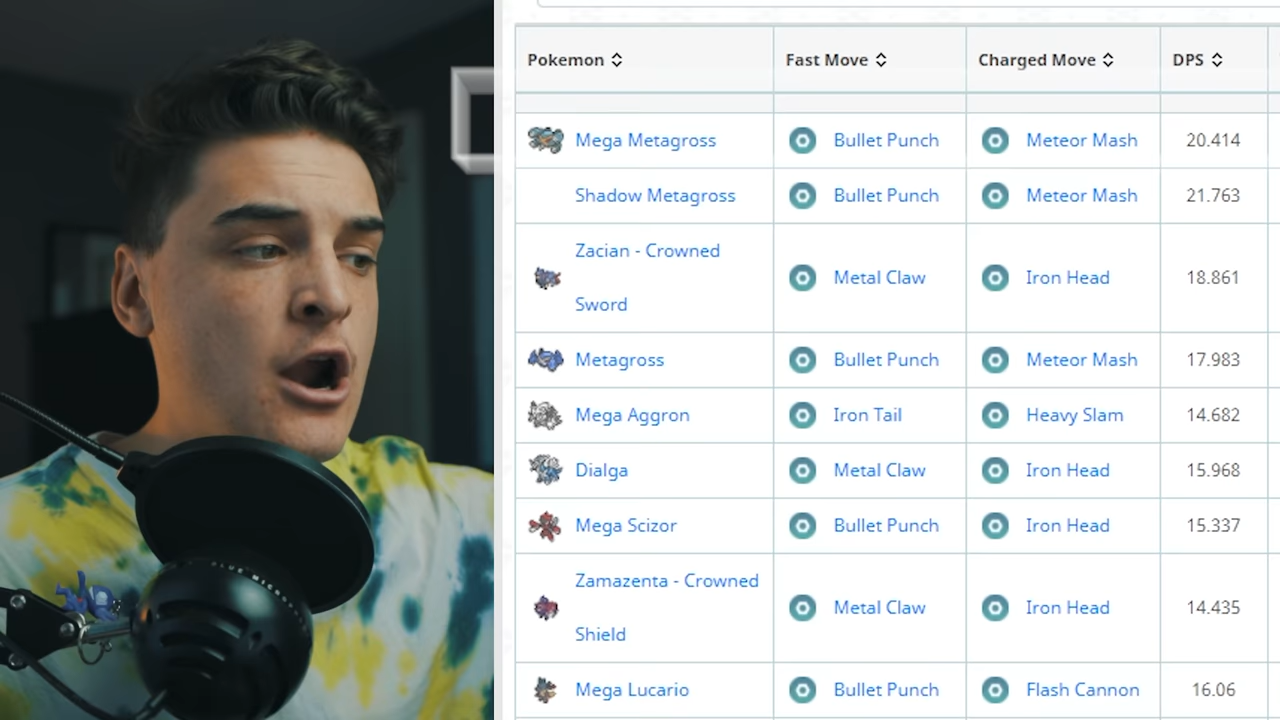 Pokemon Fast Move Charged Move DPS
Mega Metagross Bullet Punch Meteor Mash 20.414
Shadow Metagross Bullet Punch Meteor Mash 21.763
Zacian - Crowned
Sword Metal Claw Iron Head 18.861
Metagross Bullet Punch Meteor Mash 17.983
Mega Aggron Iron Tail Heavy Slam 14.682
Dialga Metal Claw Iron Head 15.968
Mega Scizor Bullet Punch Iron Head 15.337
Zamazenta - Crowned
Shield Metal Claw Iron Head 14.435
Mega Lucario Bullet Punch Flash Cannon 16.06